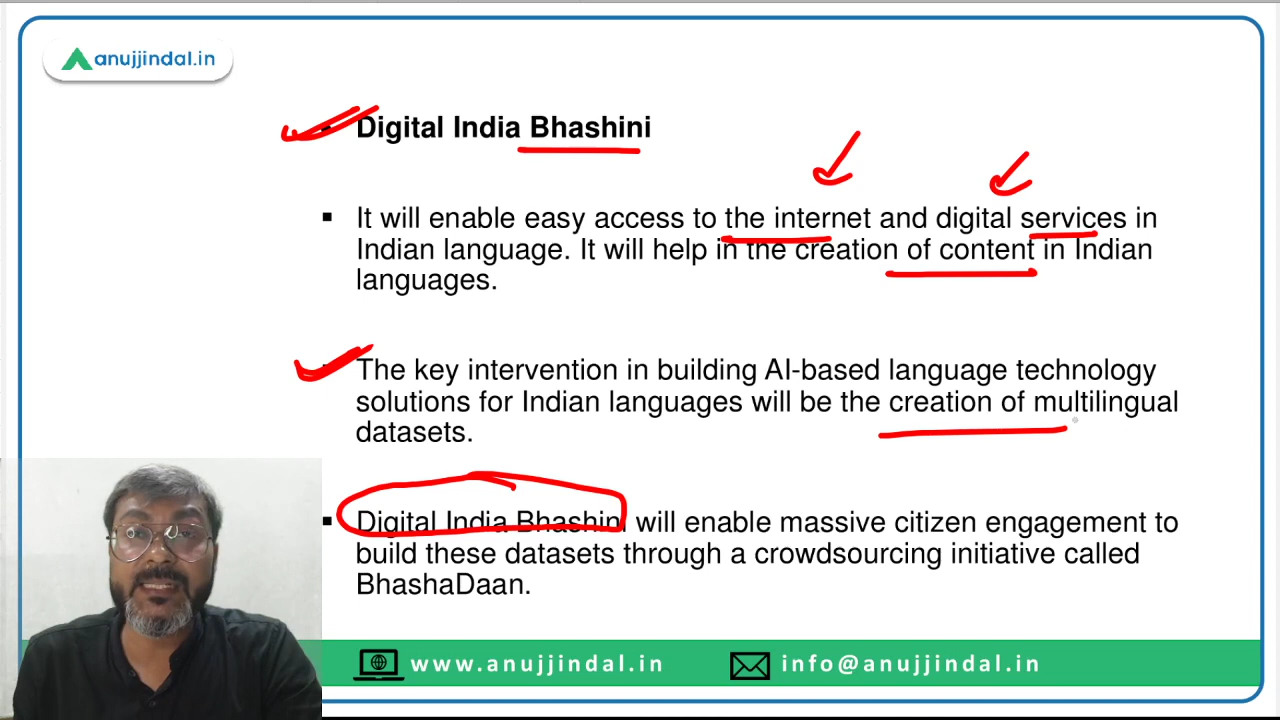 anujjindal.in
Digital India Bhashini
It will enable easy access to the internet and digital services in
Indian language. It will help in the creation of content in Indian
languages.
The key intervention in building AI-based language technology
solutions for Indian languages will be the creation of multilingual
datasets.
Digital India Bhashini will enable massive citizen engagement to
build these datasets through a crowdsourcing initiative called
BhashaDaan.
www.anujjindal.in
info@anujjindal.in